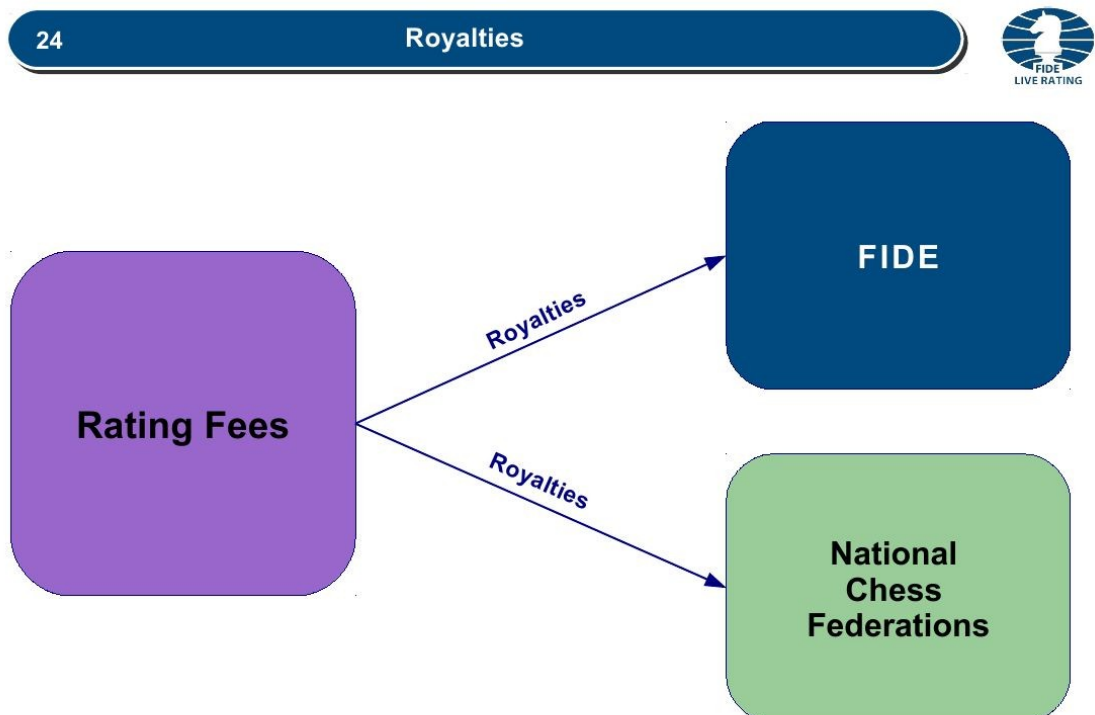 24
Royalties
FIDE
LIVE RATING
FIDE
Royalties
Rating Fees
Royalties
National
Chess
Federations